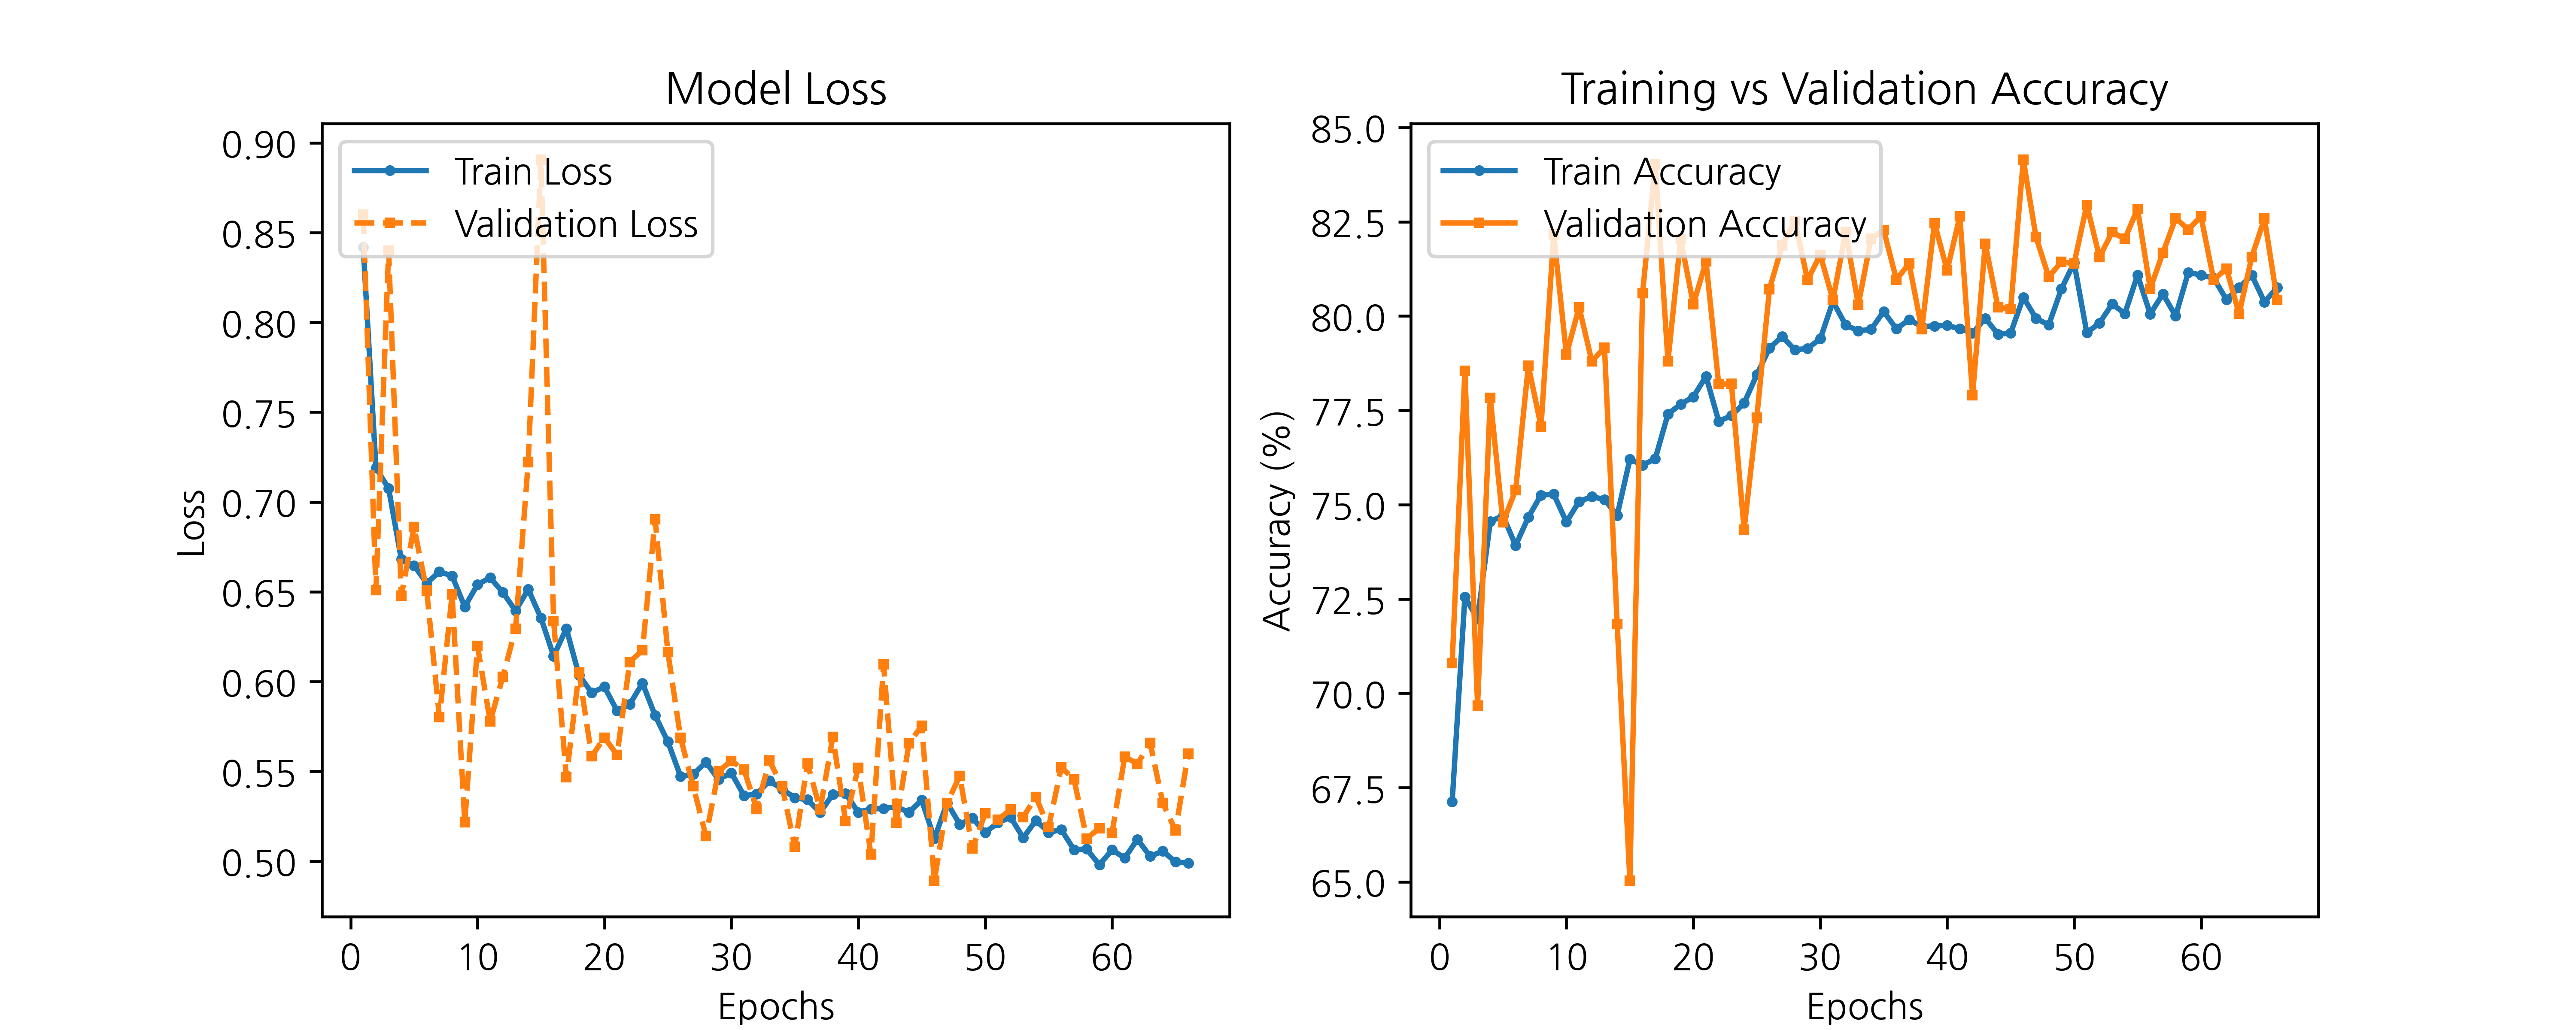 Model Loss
0.90
0.85
0.80
0.75
0.70
0.65
0.60
0.55
0.50
Loss
Train Loss
Validation Loss
0 10 20 30 40 50 60
Epochs
Training vs Validation Accuracy
85.0
82.5
80.0
77.5
75.0
72.5
70.0
67.5
65.0
Accuracy (%)
Train Accuracy
Validation Accuracy
0 10 20 30 40 50 60
Epochs